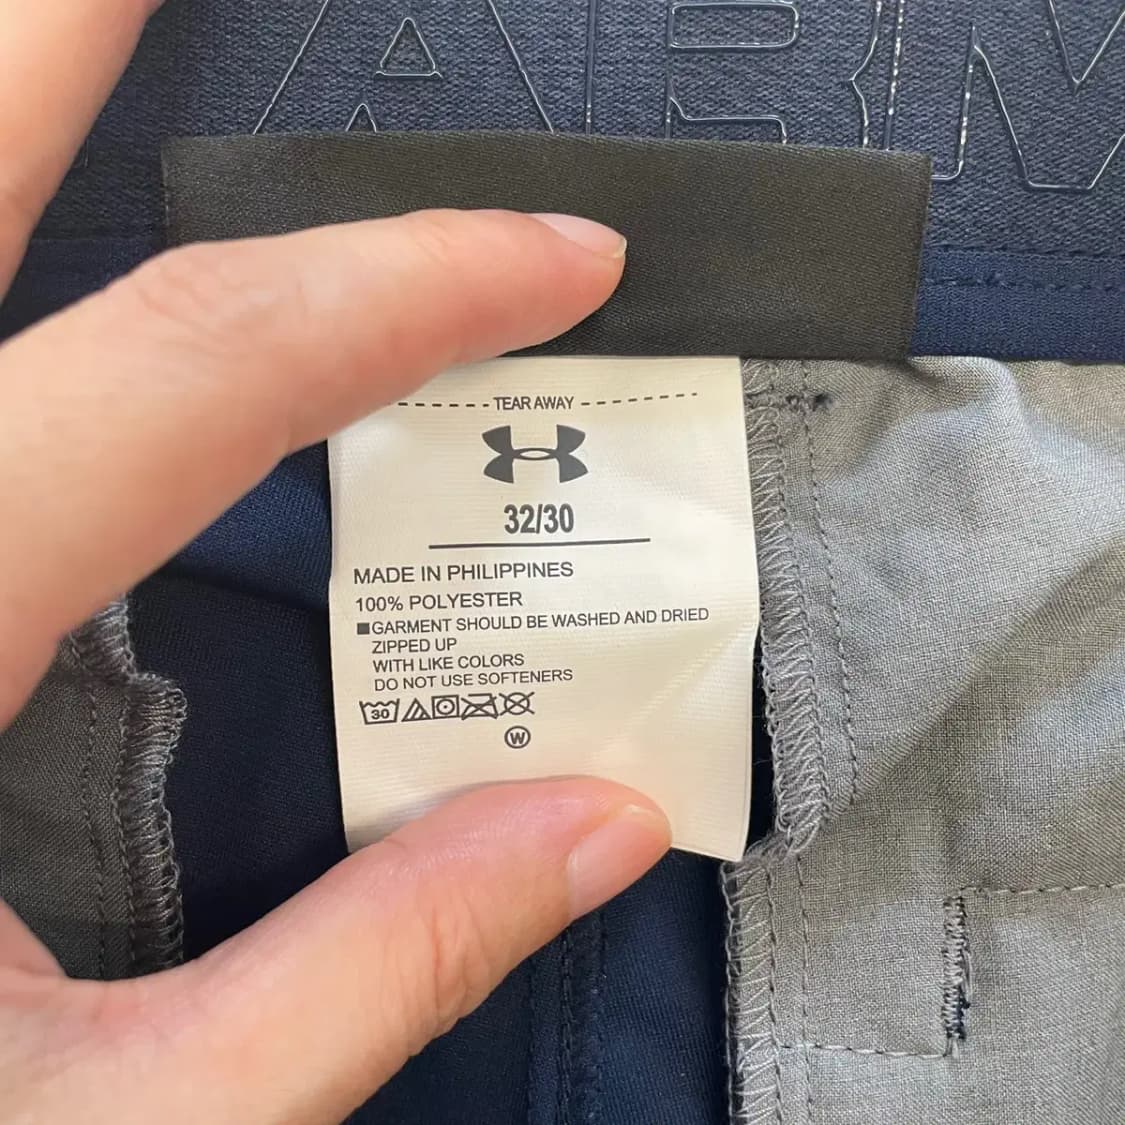 ARM
TEAR AWAY
32/30
MADE IN PHILIPPINES
100% POLYESTER
■GARMENT SHOULD BE WASHED AND DRIED
ZIPPED UP
WITH LIKE COLORS
DO NOT USE SOFTENERS
30
W